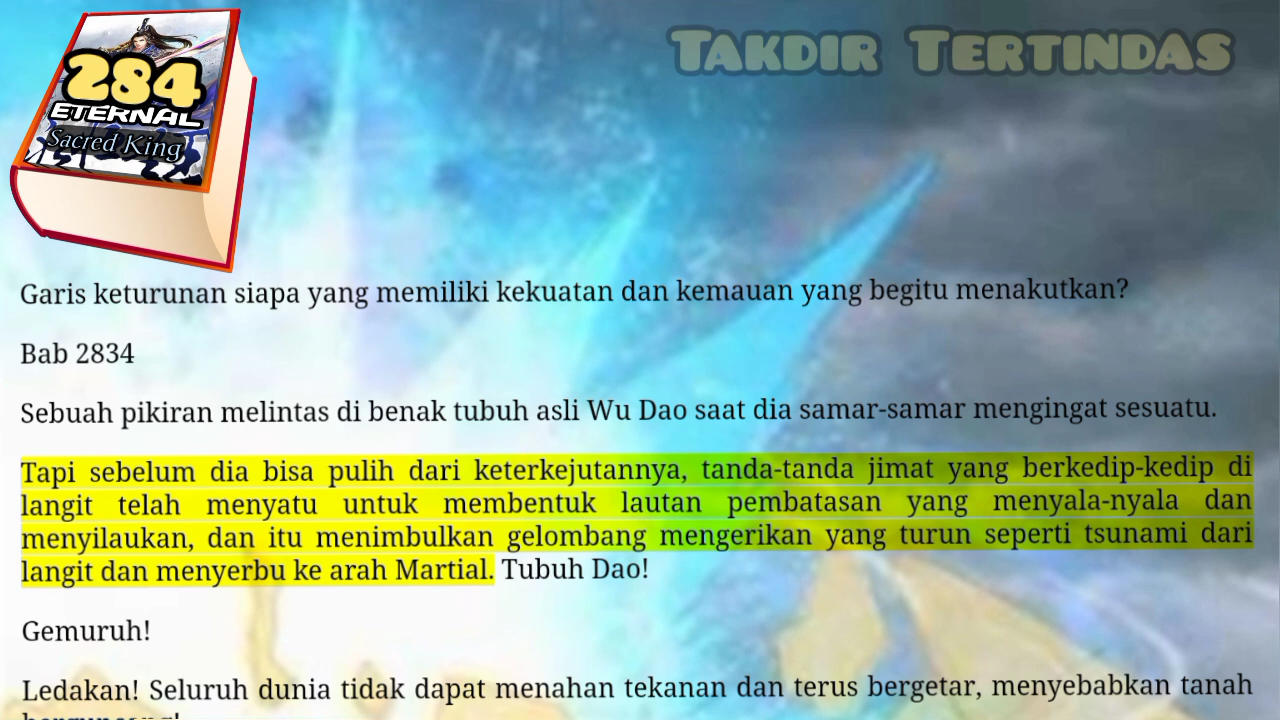 TAKDIR TERTINDAS
284
ETERNAL
Sacred King
Garis keturunan siapa yang memiliki kekuatan dan kemauan yang begitu menakutkan?
Bab 2834
Sebuah pikiran melintas di benak tubuh asli Wu Dao saat dia samar-samar mengingat sesuatu.
Tapi sebelum dia bisa pulih dari keterkejutannya, tanda-tanda jimat yang berkedip-kedip di
langit telah menyatu untuk membentuk lautan pembatasan yang menyala-nyala dan
menyilaukan, dan itu menimbulkan gelombang mengerikan yang turun seperti tsunami dari
langit dan menyerbu ke arah Martial. Tubuh Dao!
Gemuruh!
Ledakan! Seluruh dunia tidak dapat menahan tekanan dan terus bergetar, menyebabkan tanah